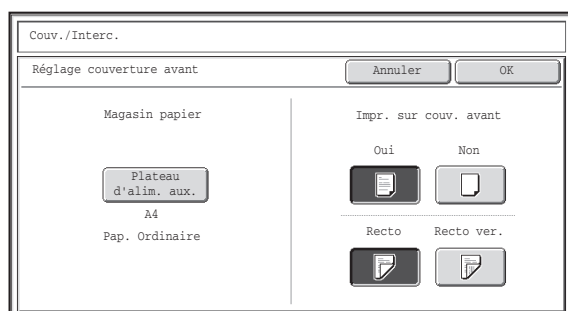 Couv./Interc.
Réglage couverture avant
Annuler
OK
Magasin papier
Plateau
d'alim. aux.
A4
Pap. Ordinaire
Impr. sur couv. avant
Oui Non
Recto Recto ver.